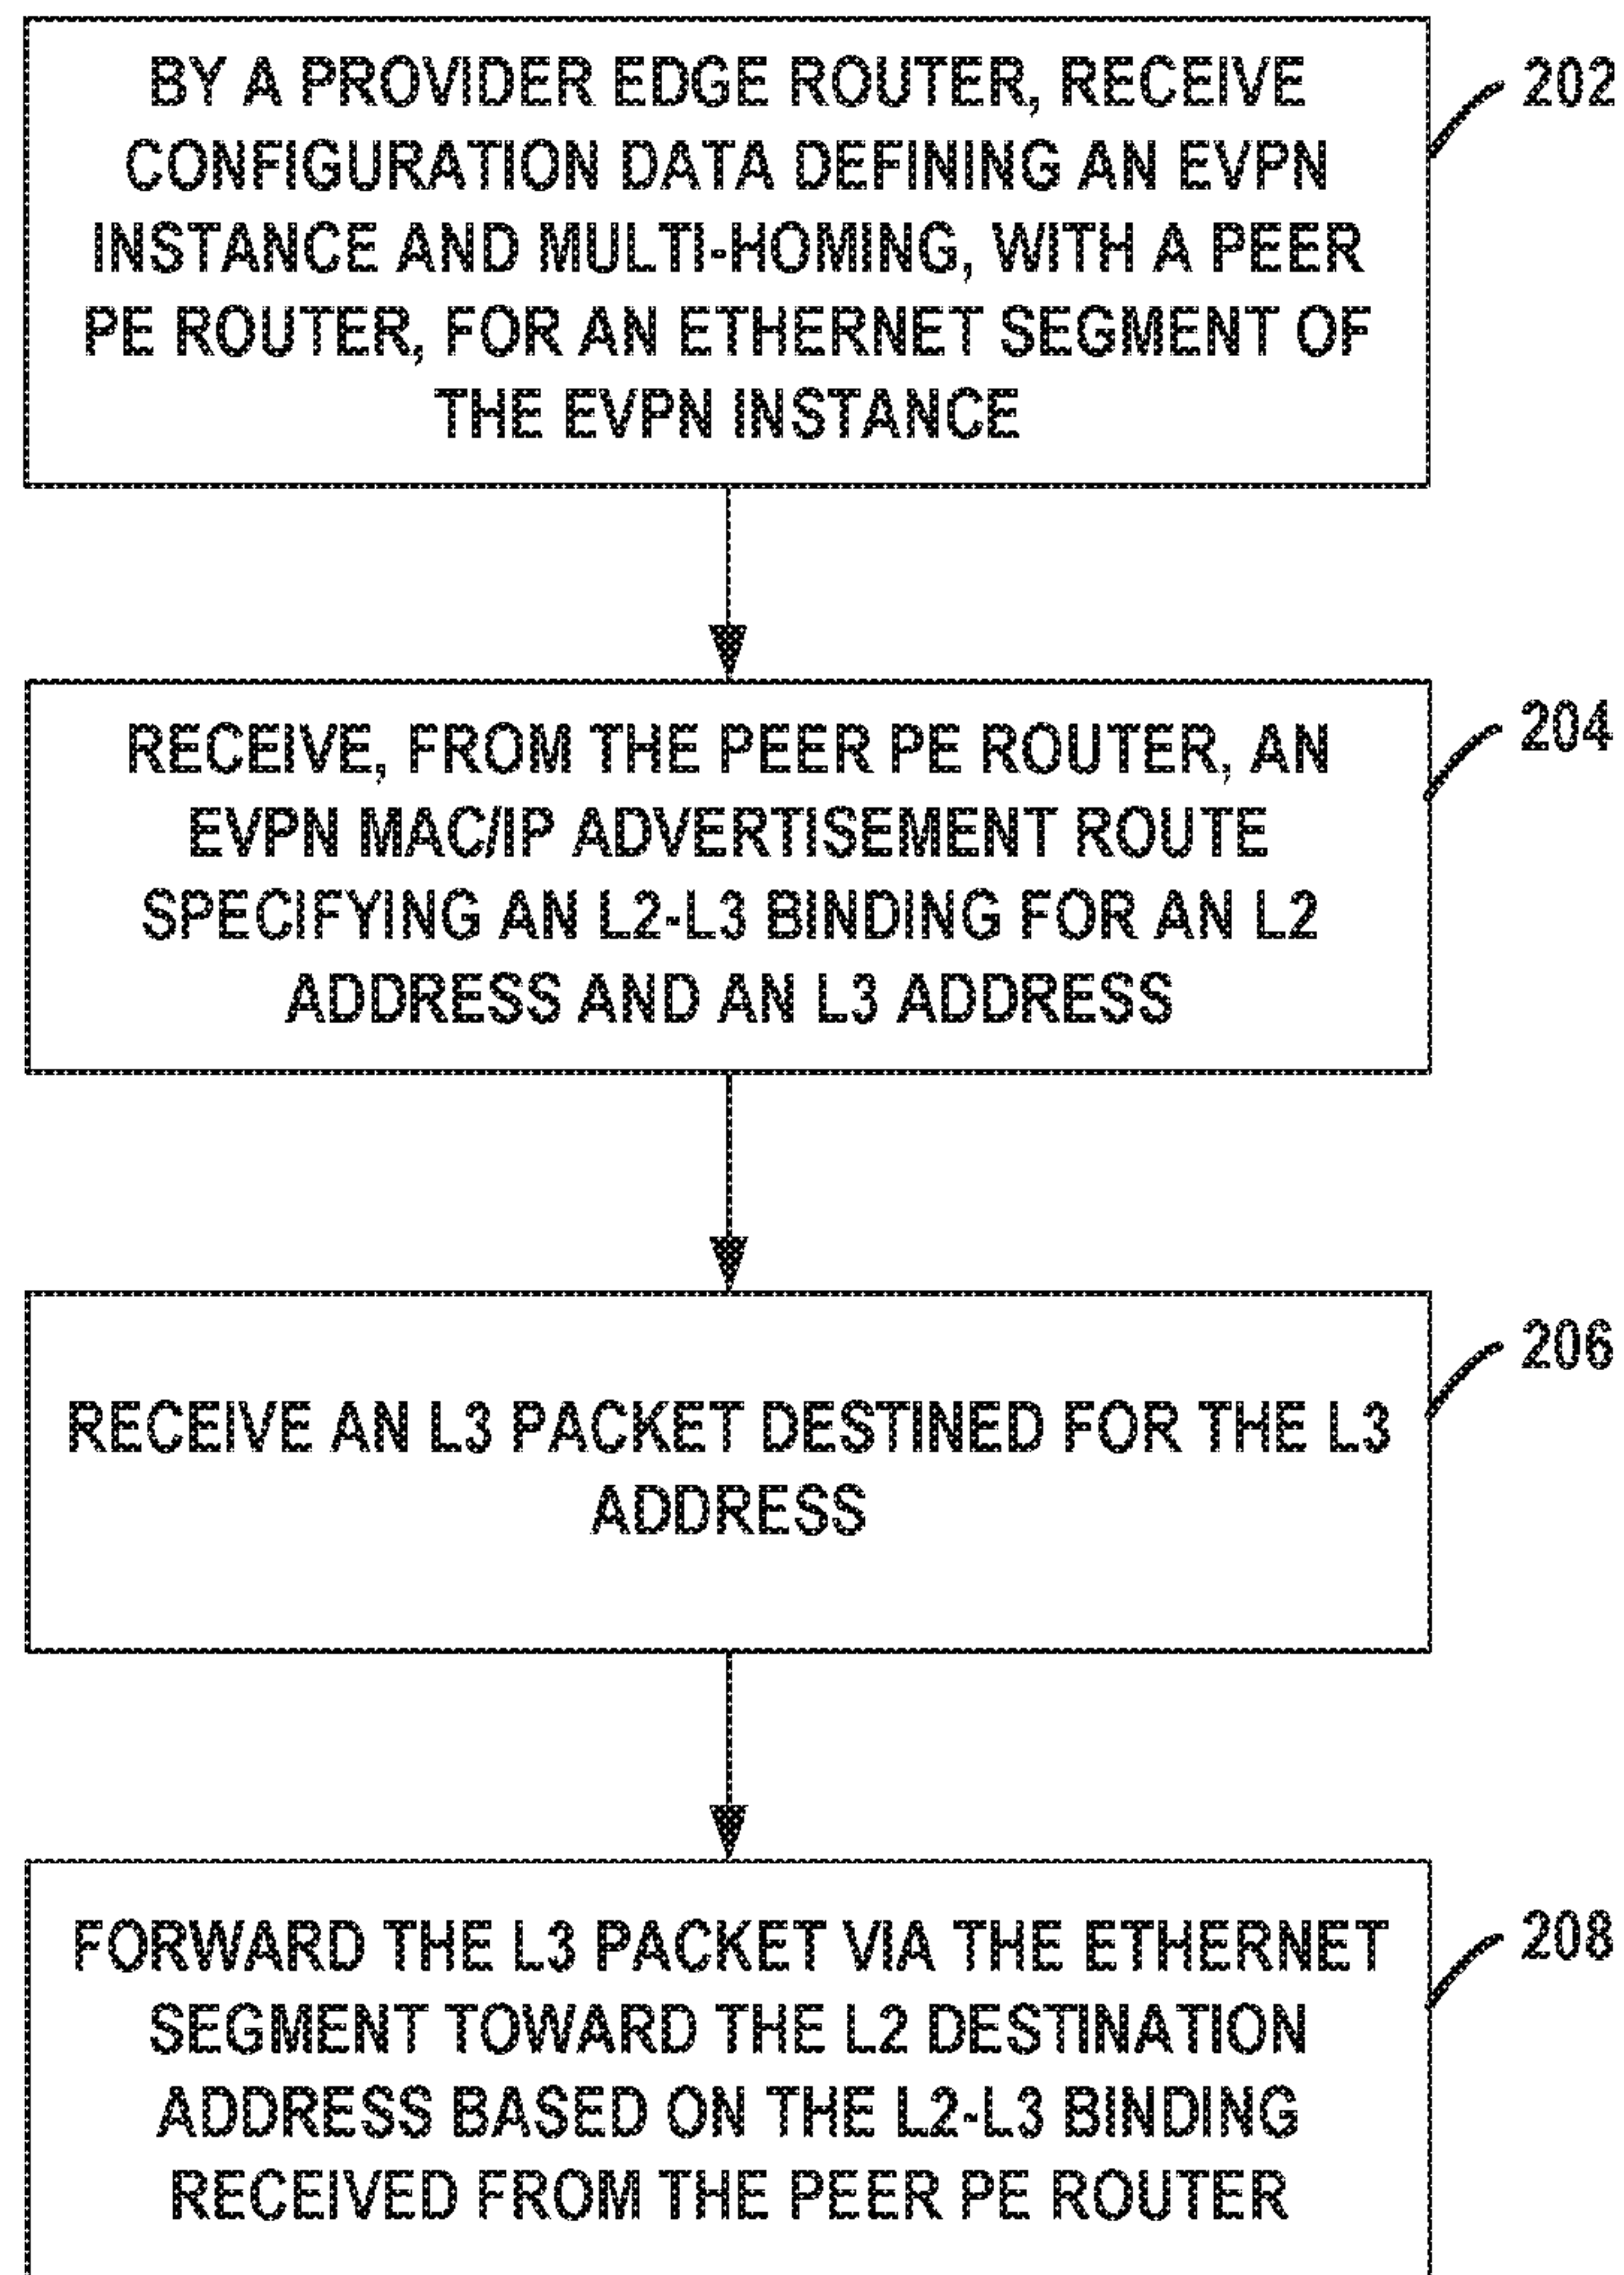 BY A PROVIDER EDGE ROUTER, RECEIVE
CONFIGURATION DATA DEFINING AN EVPN
INSTANCE AND MULTI-HOMING, WITH A PEER
PE ROUTER, FOR AN ETHERNET SEGMENT OF
THE EVPN INSTANCE
202
RECEIVE, FROM THE PEER PE ROUTER, AN
EVPN MAC/IP ADVERTISEMENT ROUTE
SPECIFYING AN L2-L3 BINDING FOR AN L2
ADDRESS AND AN L3 ADDRESS
204
RECEIVE AN L3 PACKET DESTINED FOR THE L3
ADDRESS
206
FORWARD THE L3 PACKET VIA THE ETHERNET
SEGMENT TOWARD THE L2 DESTINATION
ADDRESS BASED ON THE L2-L3 BINDING
RECEIVED FROM THE PEER PE ROUTER
208